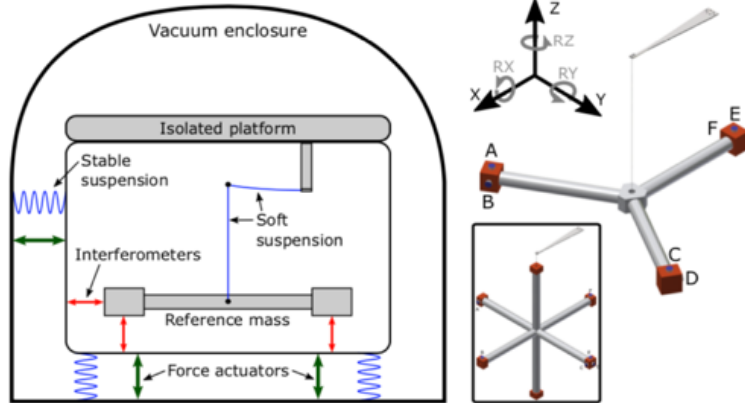 Vacuum enclosure
Isolated platform
Stable
suspension
Soft
suspension
Interferometers
Reference mass
Force actuators
Z
RZ
RX
RY
X
Y
A
B
E
F
C
D